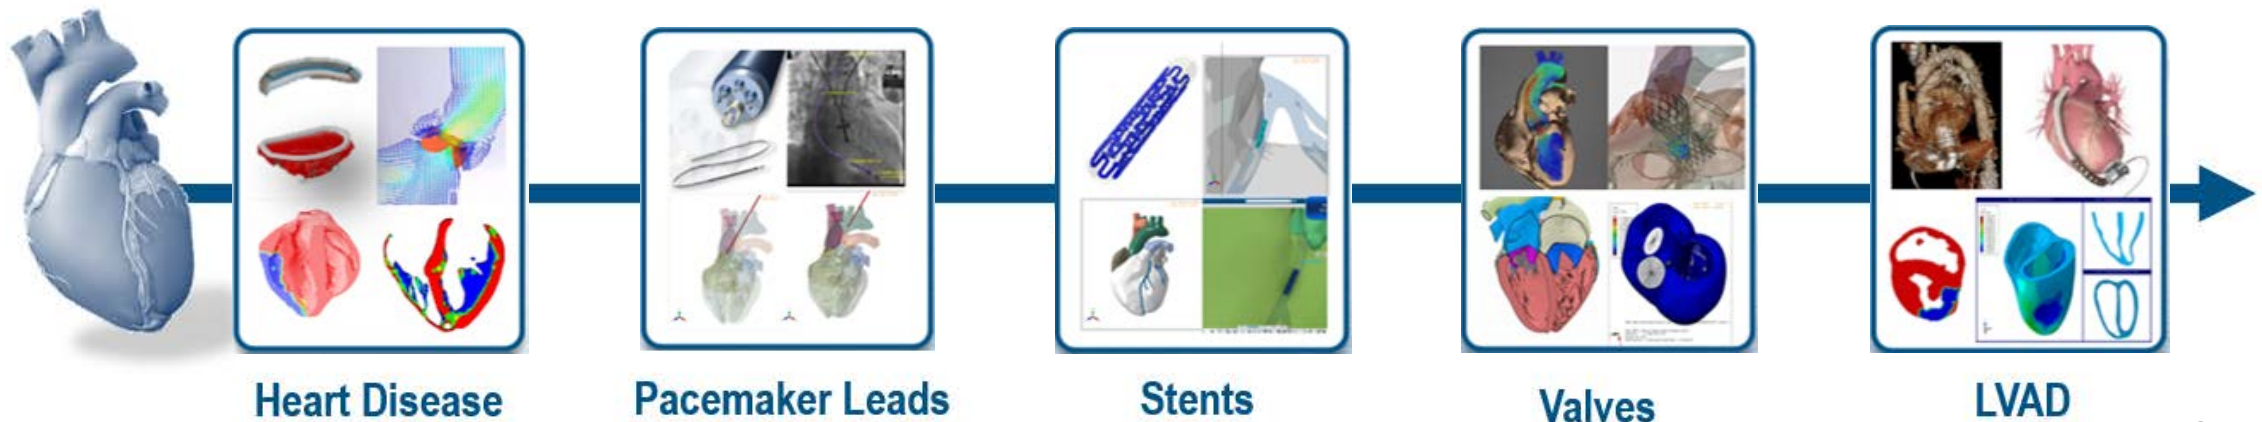 Heart Disease
Pacemaker Leads
Stents
Valves
LVAD